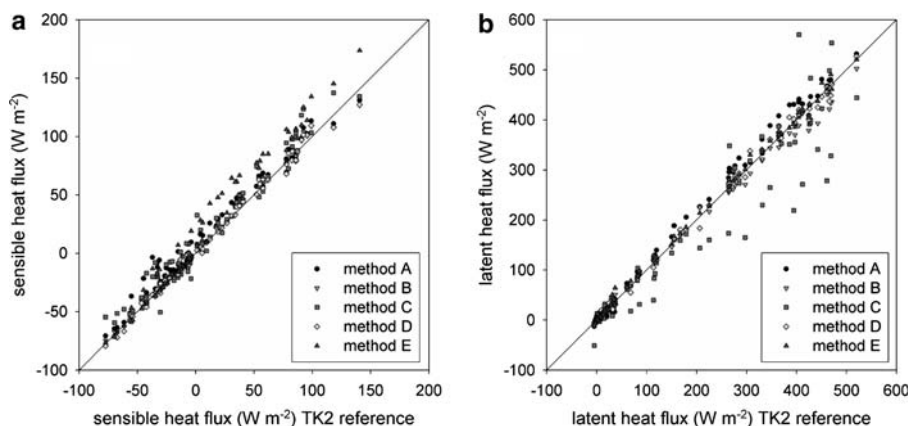 a
200
150
100
50
0
-50
-100
-100 -50 0 50 100 150 200
sensible heat flux (W m-2)
sensible heat flux (W m-2) TK2 reference
method A
method B
method C
method D
method E
b
600
500
400
300
200
100
0
-100
-100 0 100 200 300 400 500 600
latent heat flux (W m-2)
latent heat flux (W m-2) TK2 reference
method A
method B
method C
method D
method E